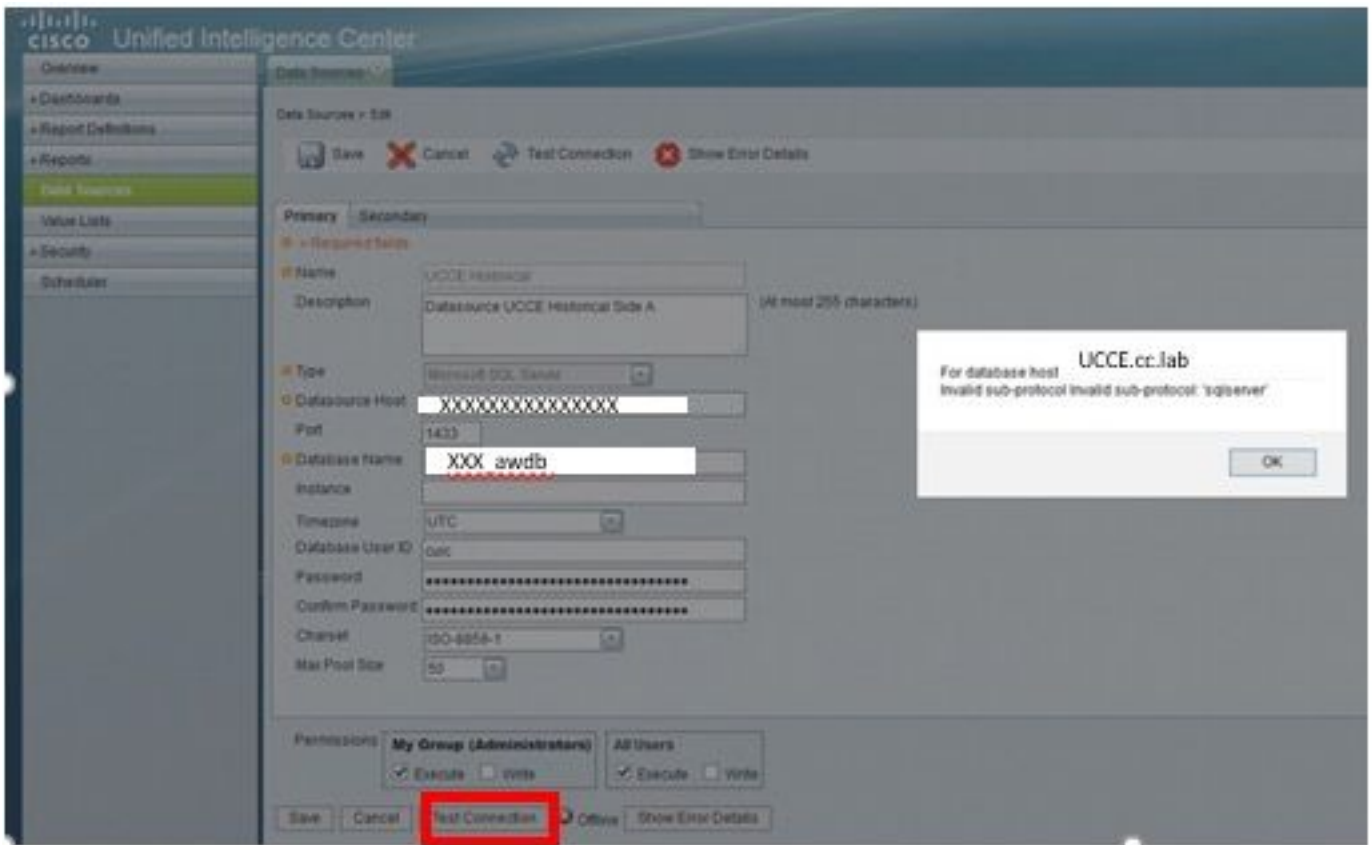 CISCO Unified Intelligence Center
Overview
Data Sources
Dashboards
Data Sources > Edit
Report Definitions
Save Cancel Test Connection Show Error Details
Reports
Data Sources
Value Lists
Security
Scheduler
Primary Secondary
= Required fields
Name UCCE Historical
Description Datasource UCCE Historical Side A (At most 255 characters)
Type Microsoft SQL Server
Datasource Host XXXXXXXXXXXXXXX
Port 1433
Database Name XXX_awdb
Instance
Timezone UTC
Database User ID cuic
Password
Confirm Password
Charset ISO-8859-1
Max Pool Size 50
For database host UCCE.cc.lab
Invalid sub-protocol Invalid sub-protocol: 'sqlserver'
OK
Permissions My Group (Administrators) All Users
Execute Write Execute Write
Save Cancel Test Connection Offline Show Error Details